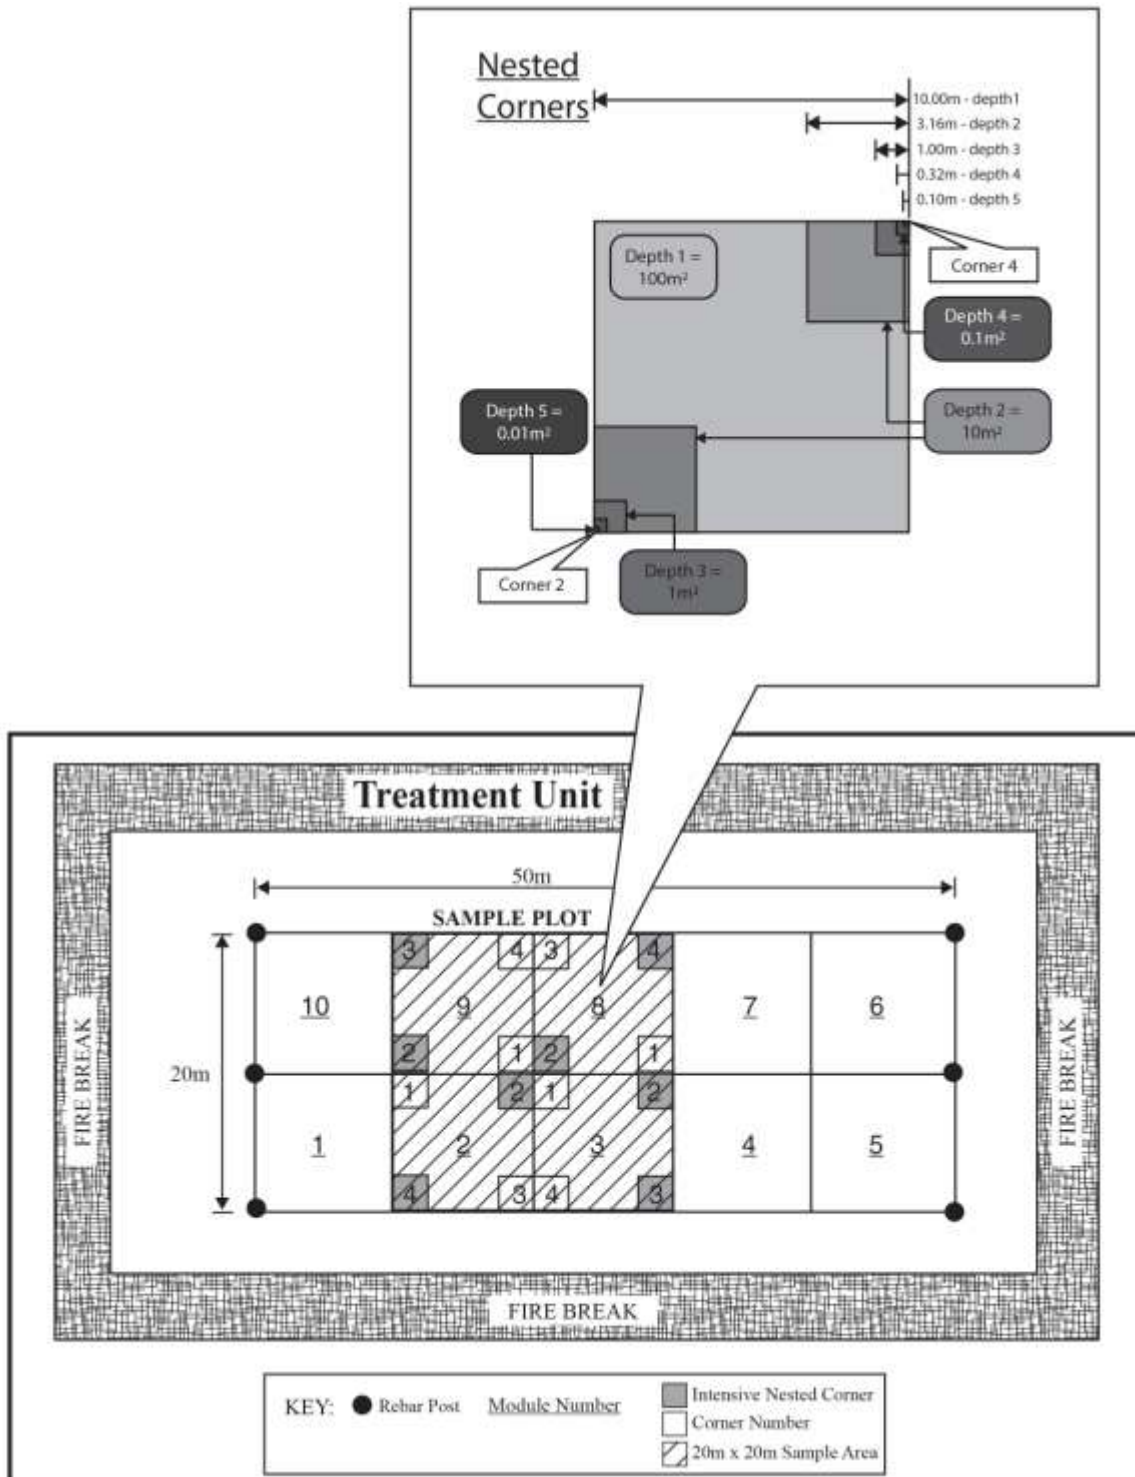 Nested
Corners
10.00m - depth1
3.16m - depth 2
1.00m - depth 3
0.32m - depth 4
0.10m - depth 5
Depth 1 =
100m²
Corner 4
Depth 4 =
0.1m²
Depth 5 =
0.01m²
Depth 2 =
10m²
Corner 2
Depth 3 =
1m²
Treatment Unit
50m
SAMPLE PLOT
3 4 3 4
10 9 8 7 6
2 1 2 1
20m
1 2 1 2
1 2 3 4 5
4 3 4 3
FIRE BREAK
FIRE BREAK
FIRE BREAK
KEY: Rebar Post Module Number
Intensive Nested Corner
Corner Number
20m x 20m Sample Area